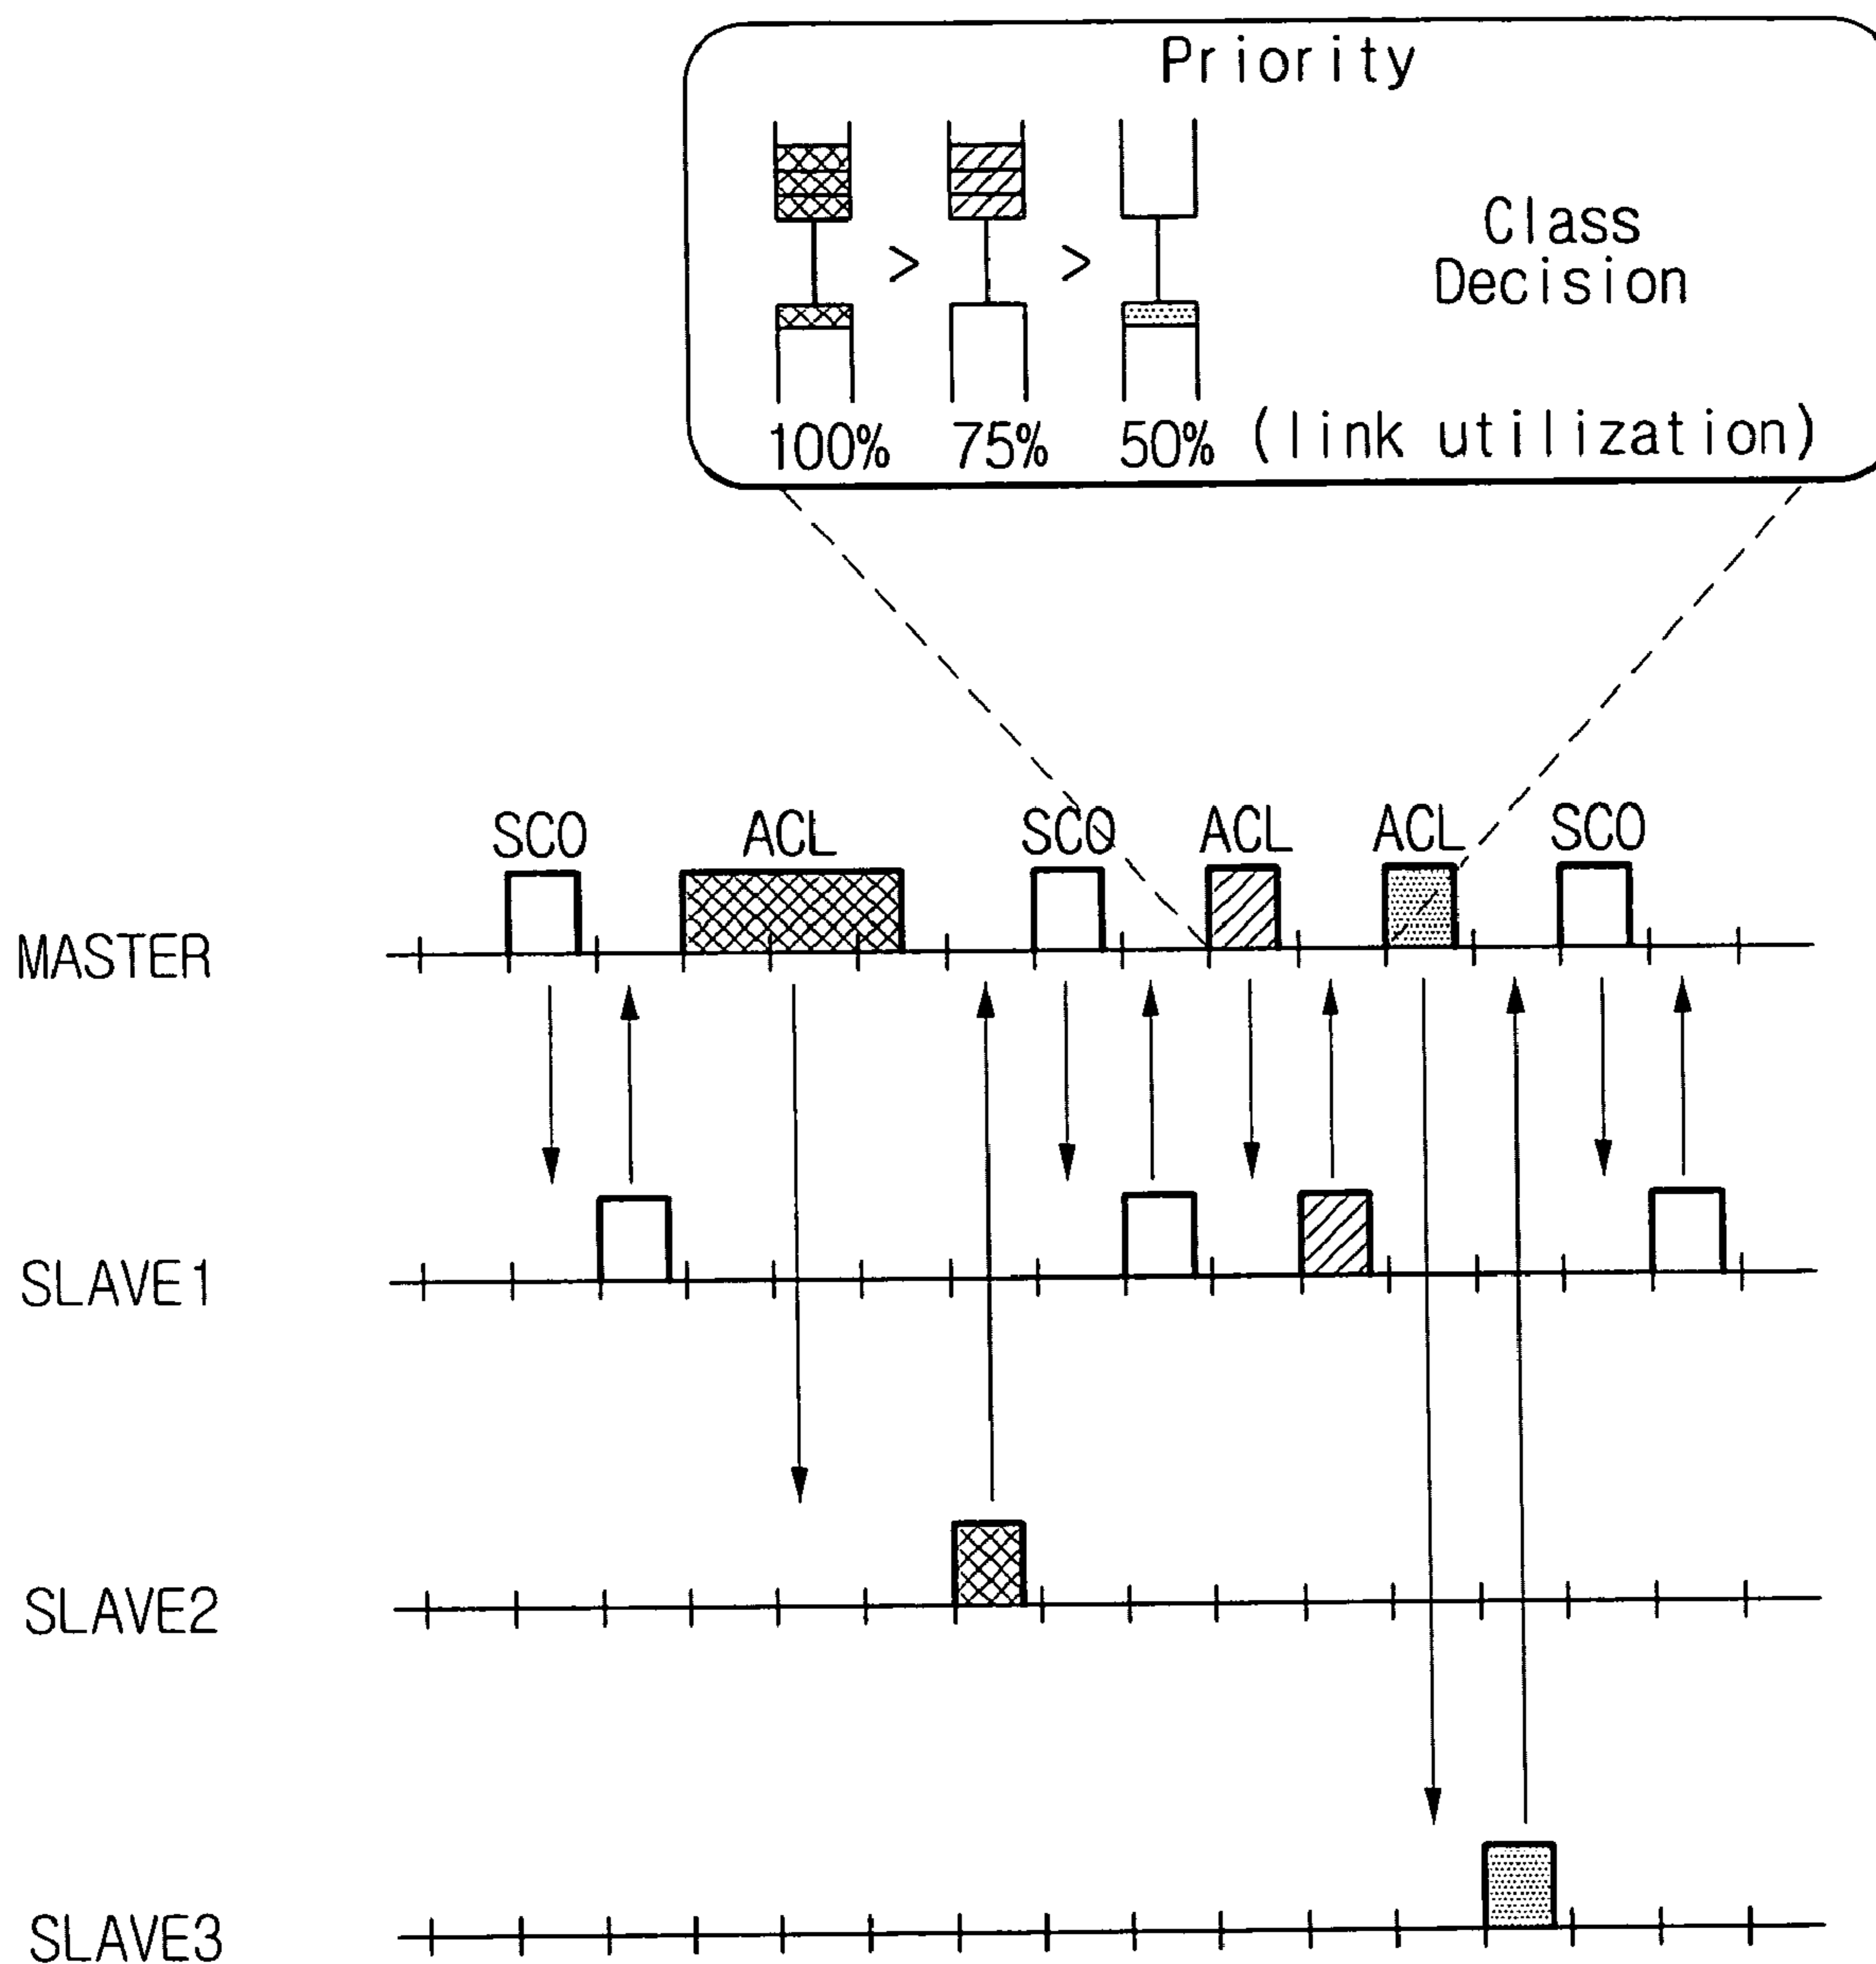 Priority
> >
Class
Decision
100% 75% 50% (link utilization)
SCO ACL SCO ACL ACL SCO
MASTER
SLAVE1
SLAVE2
SLAVE3